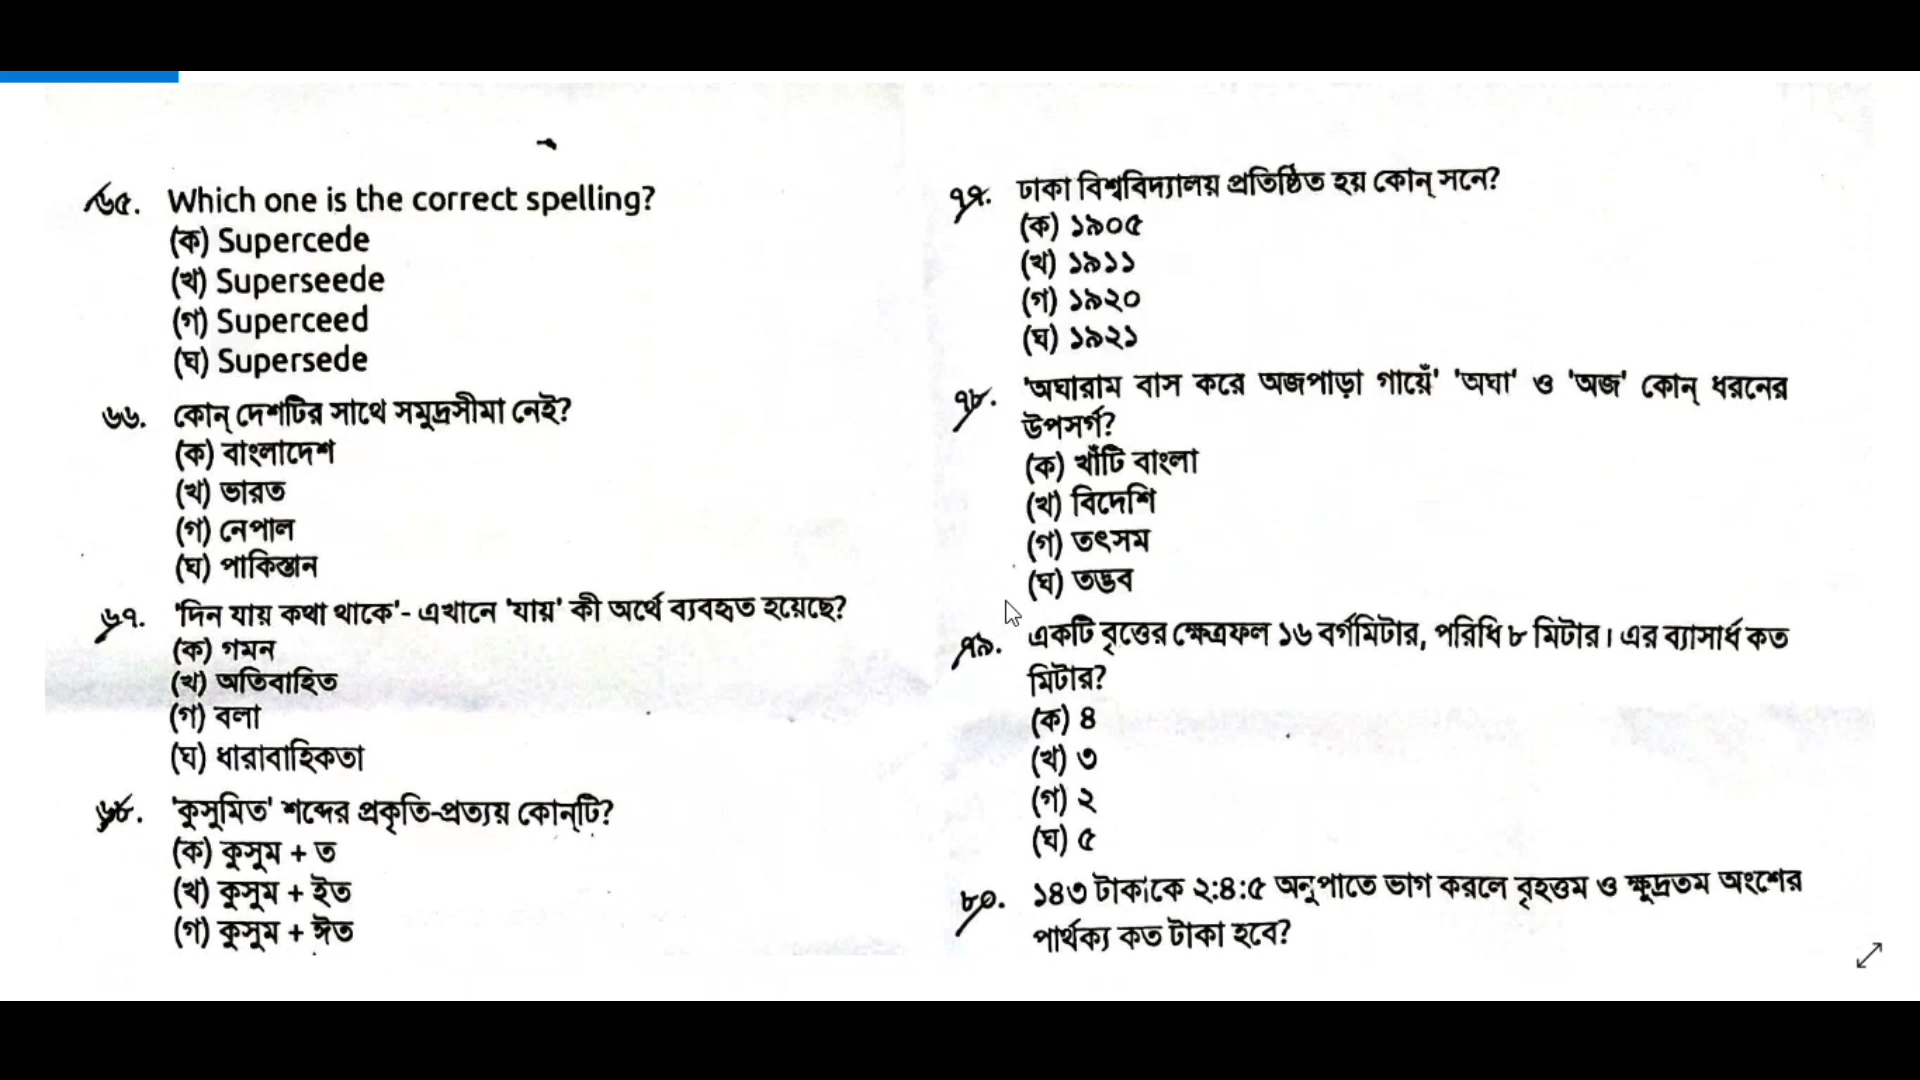 ৬৫. Which one is the correct spelling?
(ক) Supercede
(খ) Superseede
(গ) Superceed
(ঘ) Supersede
৬৬. কোন্ দেশটির সাথে সমুদ্রসীমা নেই?
(ক) বাংলাদেশ
(খ) ভারত
(গ) নেপাল
(ঘ) পাকিস্তান
৬৭. 'দিন যায় কথা থাকে'- এখানে 'যায়' কী অর্থে ব্যবহৃত হয়েছে?
(ক) গমন
(খ) অতিবাহিত
(গ) বলা
(ঘ) ধারাবাহিকতা
৬৮. 'কুসুমিত' শব্দের প্রকৃতি-প্রত্যয় কোন্‌টি?
(ক) কুসুম + ত
(খ) কুসুম + ইত
(গ) কুসুম + ঈত
৭৭. ঢাকা বিশ্ববিদ্যালয় প্রতিষ্ঠিত হয় কোন্ সনে?
(ক) ১৯০৫
(খ) ১৯১১
(গ) ১৯২০
(ঘ) ১৯২১
৭৮. 'অঘারাম বাস করে অজপাড়া গায়েঁ' 'অঘা' ও 'অজ' কোন্ ধরনের
উপসর্গ?
(ক) খাঁটি বাংলা
(খ) বিদেশি
(গ) তৎসম
(ঘ) তদ্ভব
৭৯. একটি বৃত্তের ক্ষেত্রফল ১৬ বর্গমিটার, পরিধি ৮ মিটার। এর ব্যাসার্ধ কত
মিটার?
(ক) ৪
(খ) ৩
(গ) ২
(ঘ) ৫
৮০. ১৪৩ টাকাকে ২:৪:৫ অনুপাতে ভাগ করলে বৃহত্তম ও ক্ষুদ্রতম অংশের
পার্থক্য কত টাকা হবে?